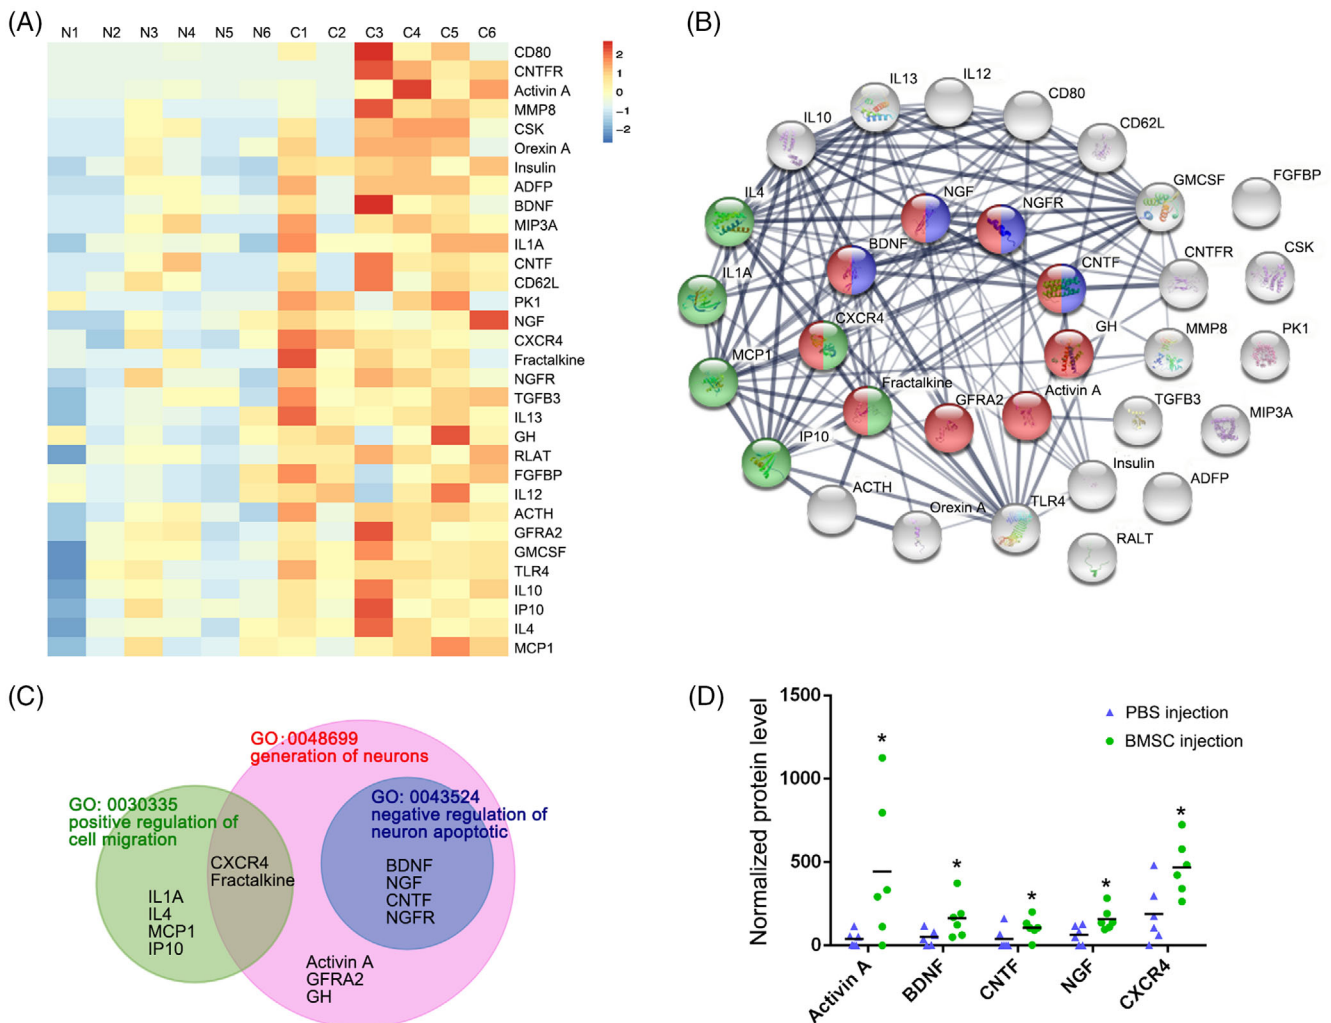 (A)
N1 N2 N3 N4 N5 N6 C1 C2 C3 C4 C5 C6
CD80
CNTFR
Activin A
MMP8
CSK
Orexin A
Insulin
ADFP
BDNF
MIP3A
IL1A
CNTF
CD62L
PK1
NGF
CXCR4
Fractalkine
NGFR
TGFB3
IL13
GH
RLAT
FGFBP
IL12
ACTH
GFRA2
GMCSF
TLR4
IL10
IP10
IL4
MCP1
2
1
0
−1
−2
(B)
IL13
IL12
CD80
IL10
CD62L
GMCSF
FGFBP
IL4
NGF
NGFR
BDNF
CNTFR
CSK
IL1A
CNTF
CXCR4
GH
MMP8
PK1
MCP1
Fractalkine
GFRA2
Activin A
TGFB3
MIP3A
IP10
Insulin
ADFP
ACTH
Orexin A
TLR4
RALT
(C)
GO:0048699
generation of neurons
GO: 0030335
positive regulation of
cell migration
GO: 0043524
negative regulation of
neuron apoptotic
CXCR4
Fractalkine
IL1A
IL4
MCP1
IP10
BDNF
NGF
CNTF
NGFR
Activin A
GFRA2
GH
(D)
Normalized protein level
1500
1000
500
0
PBS injection
BMSC injection
*
*
*
*
*
Activin A
BDNF
CNTF
NGF
CXCR4